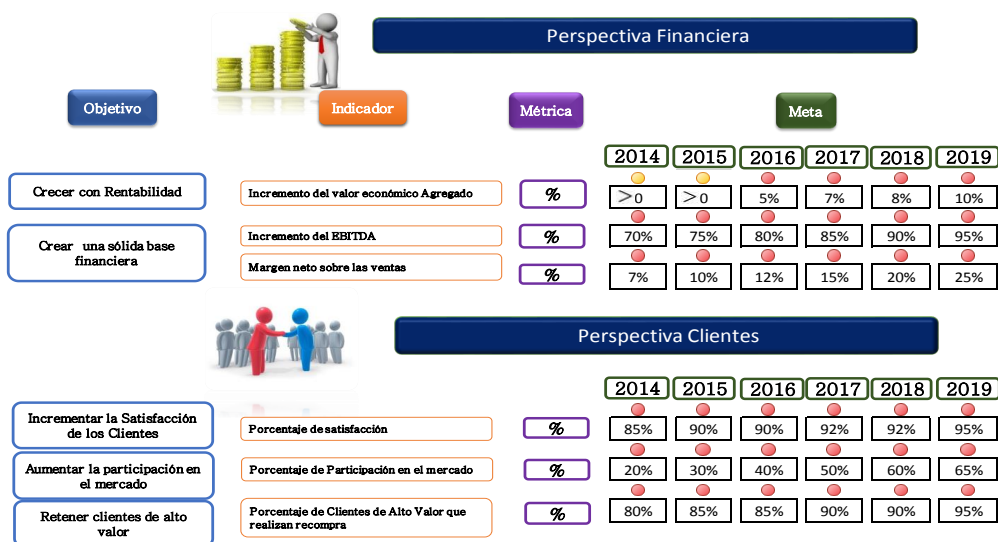 Perspectiva Financiera
Objetivo Indicador Métrica Meta
2014 2015 2016 2017 2018 2019
Crecer con Rentabilidad Incremento del valor económico Agregado % >0 >0 5% 7% 8% 10%
Crear una sólida base
financiera
Incremento del EBITDA % 70% 75% 80% 85% 90% 95%
Margen neto sobre las ventas % 7% 10% 12% 15% 20% 25%
Perspectiva Clientes
2014 2015 2016 2017 2018 2019
Incrementar la Satisfacción
de los Clientes
Porcentaje de satisfacción % 85% 90% 90% 92% 92% 95%
Aumentar la participación en
el mercado
Porcentaje de Participación en el mercado % 20% 30% 40% 50% 60% 65%
Retener clientes de alto
valor
Porcentaje de Clientes de Alto Valor que
realizan recompra
% 80% 85% 85% 90% 90% 95%